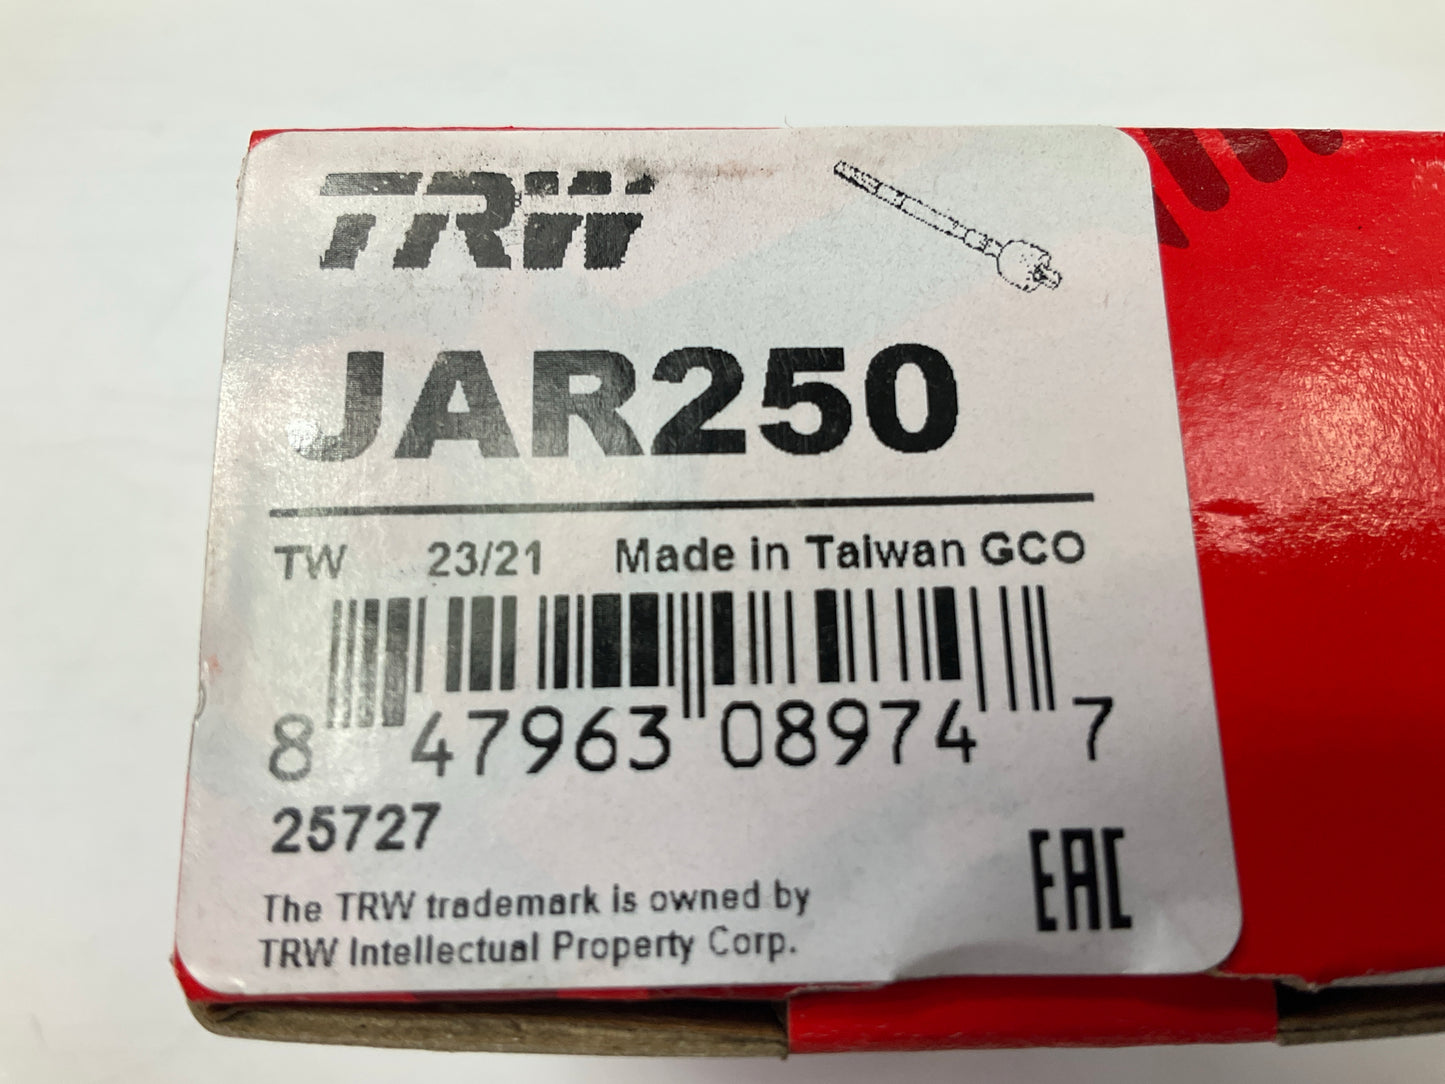 TRW
JAR250
TW 23/21 Made in Taiwan GCO
8 47963 08974 7
25727
EAC
The TRW trademark is owned by
TRW Intellectual Property Corp.